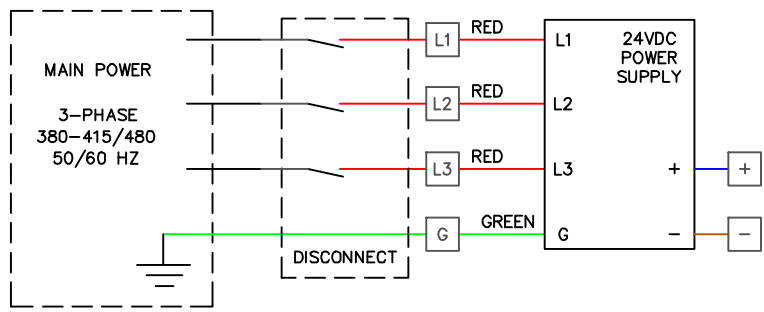 MAIN POWER
3-PHASE
380-415/480
50/60 HZ
DISCONNECT
L1
RED
L2
RED
L3
RED
G
GREEN
L1
L2
L3
G
24VDC
POWER
SUPPLY
+
-
+
-